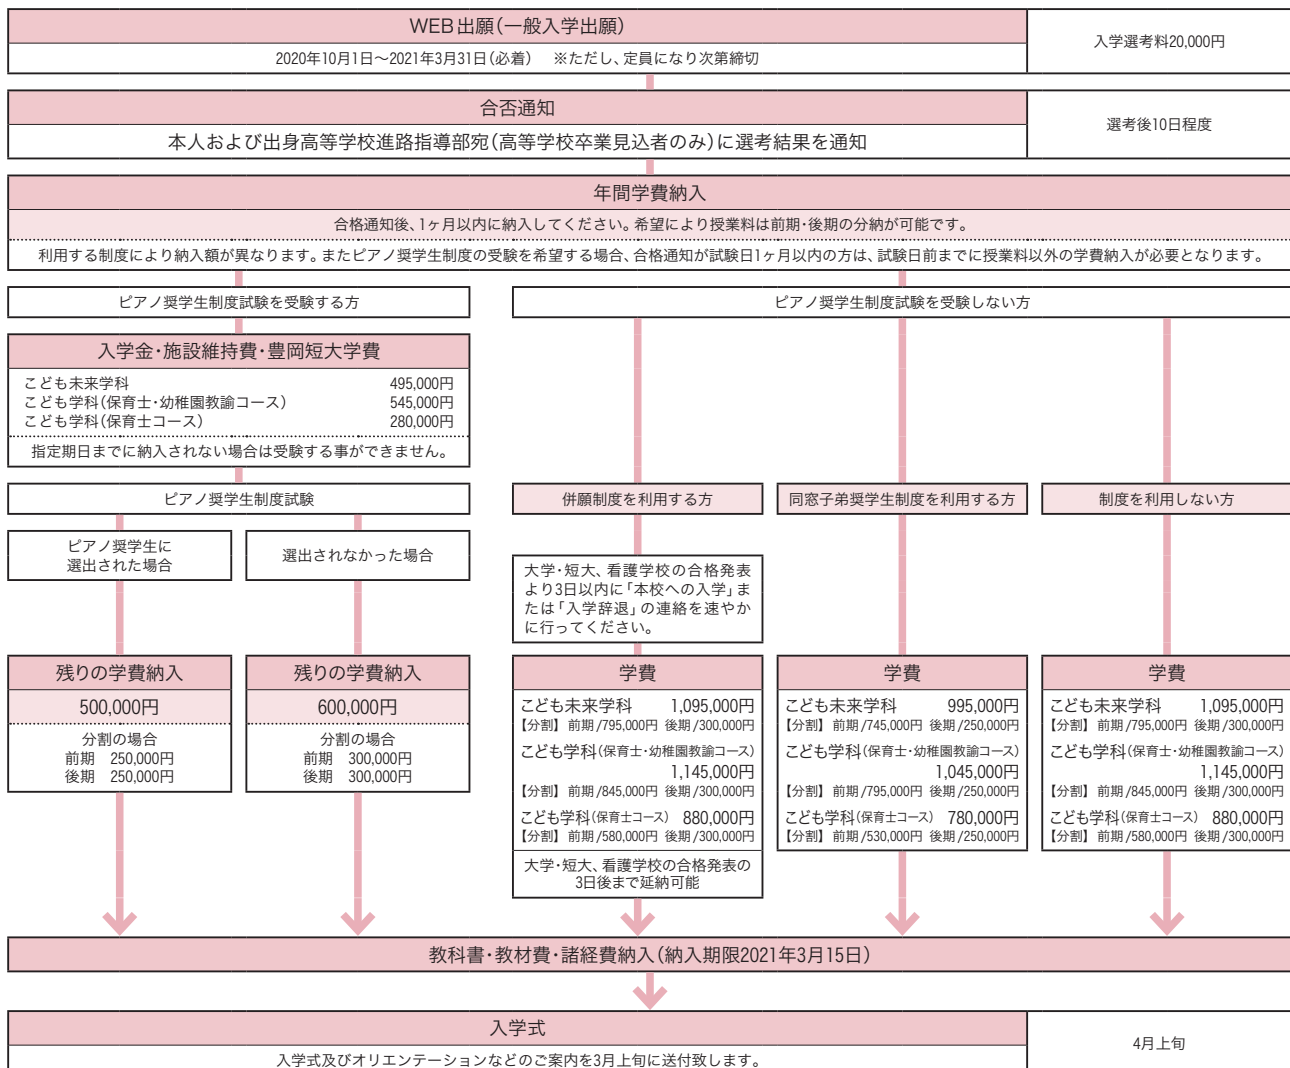 WEB出願（一般入学出願）
2020年10月1日～2021年3月31日（必着）　※ただし、定員になり次第締切
入学選考料20,000円
合否通知
本人および出身高等学校進路指導部宛（高等学校卒業見込者のみ）に選考結果を通知
選考後10日程度
年間学費納入
合格通知後、1ヶ月以内に納入してください。希望により授業料は前期・後期の分納が可能です。
利用する制度により納入額が異なります。またピアノ奨学生制度の受験を希望する場合、合格通知が試験日1ヶ月以内の方は、試験日前までに授業料以外の学費納入が必要となります。
ピアノ奨学生制度試験を受験する方
ピアノ奨学生制度試験を受験しない方
入学金・施設維持費・豊岡短大学費
こども未来学科 495,000円
こども学科（保育士・幼稚園教諭コース） 545,000円
こども学科（保育士コース） 280,000円
指定期日までに納入されない場合は受験する事ができません。
ピアノ奨学生制度試験
併願制度を利用する方
同窓子弟奨学生制度を利用する方
制度を利用しない方
ピアノ奨学生に
選出された場合
選出されなかった場合
大学・短大、看護学校の合格発表
より3日以内に「本校への入学」ま
たは「入学辞退」の連絡を速やか
に行ってください。
残りの学費納入
500,000円
分割の場合
前期　250,000円
後期　250,000円
残りの学費納入
600,000円
分割の場合
前期　300,000円
後期　300,000円
学費
こども未来学科 1,095,000円
【分割】前期/795,000円 後期/300,000円
こども学科（保育士・幼稚園教諭コース）
1,145,000円
【分割】前期/845,000円 後期/300,000円
こども学科（保育士コース） 880,000円
【分割】前期/580,000円 後期/300,000円
大学・短大、看護学校の合格発表の
3日後まで延納可能
学費
こども未来学科 995,000円
【分割】前期/745,000円 後期/250,000円
こども学科（保育士・幼稚園教諭コース）
1,045,000円
【分割】前期/795,000円 後期/250,000円
こども学科（保育士コース） 780,000円
【分割】前期/530,000円 後期/250,000円
学費
こども未来学科 1,095,000円
【分割】前期/795,000円 後期/300,000円
こども学科（保育士・幼稚園教諭コース）
1,145,000円
【分割】前期/845,000円 後期/300,000円
こども学科（保育士コース） 880,000円
【分割】前期/580,000円 後期/300,000円
教科書・教材費・諸経費納入（納入期限2021年3月15日）
入学式
入学式及びオリエンテーションなどのご案内を3月上旬に送付致します。
4月上旬